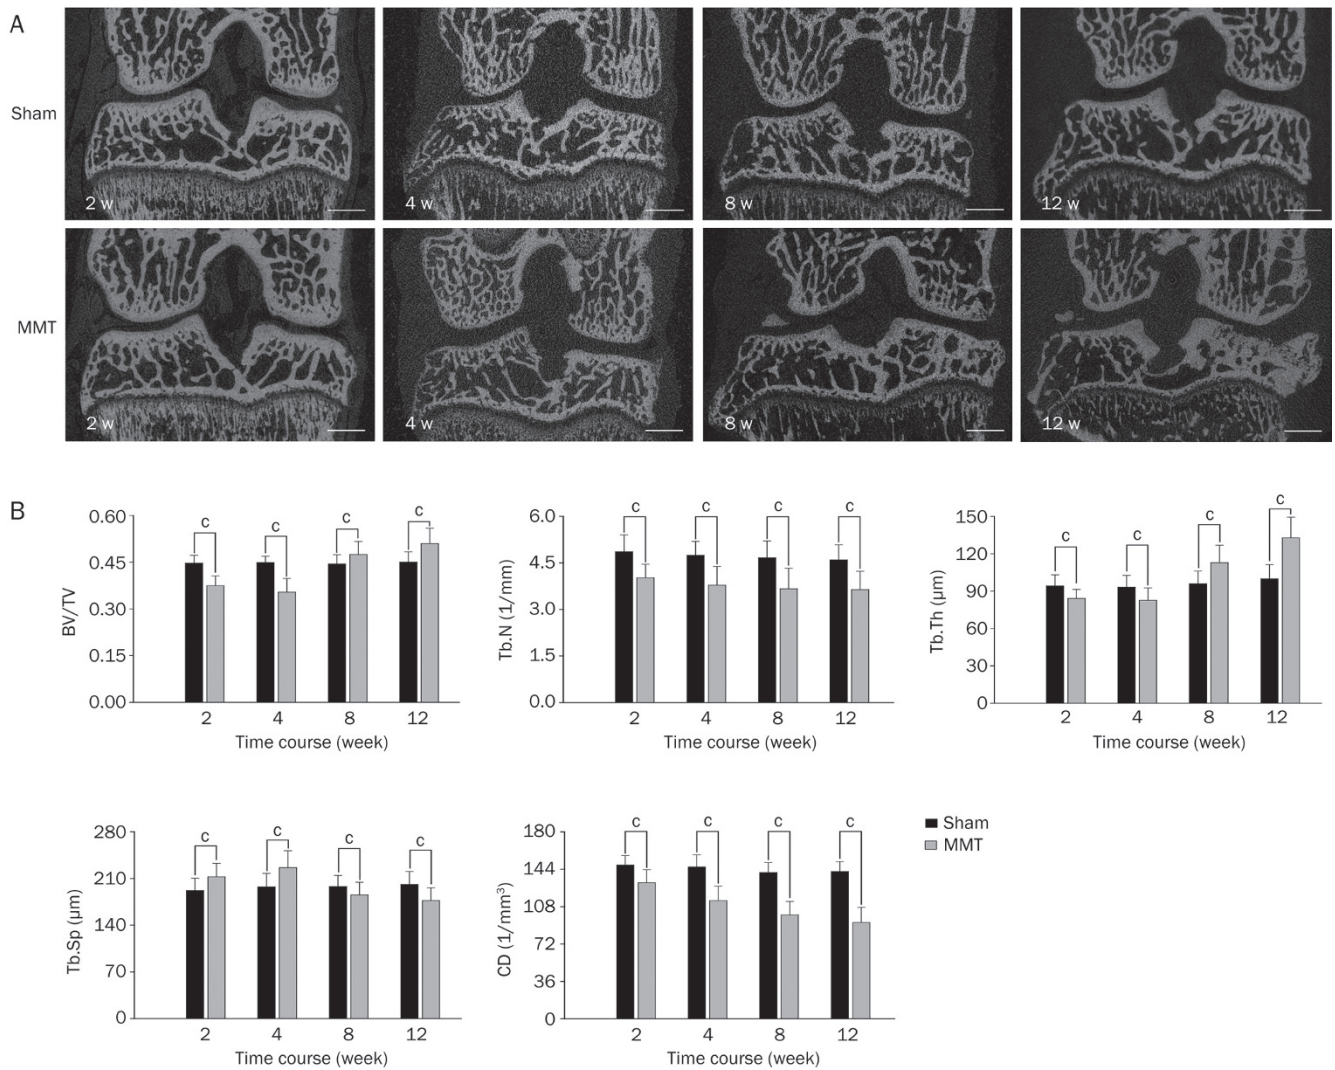 A
Sham
2 w
4 w
8 w
12 w
MMT
2 w
4 w
8 w
12 w
B
BV/TV
0.60
0.45
0.30
0.15
0.00
c
c
c
c
2
4
8
12
Time course (week)
Tb.N (1/mm)
6.0
4.5
3.0
1.5
0.0
c
c
c
c
2
4
8
12
Time course (week)
Tb.Th (μm)
150
120
90
60
30
0
c
c
c
c
2
4
8
12
Time course (week)
Tb.Sp (μm)
280
210
140
70
0
c
c
c
c
2
4
8
12
Time course (week)
CD (1/mm³)
180
144
108
72
36
0
c
c
c
c
2
4
8
12
Time course (week)
Sham
MMT